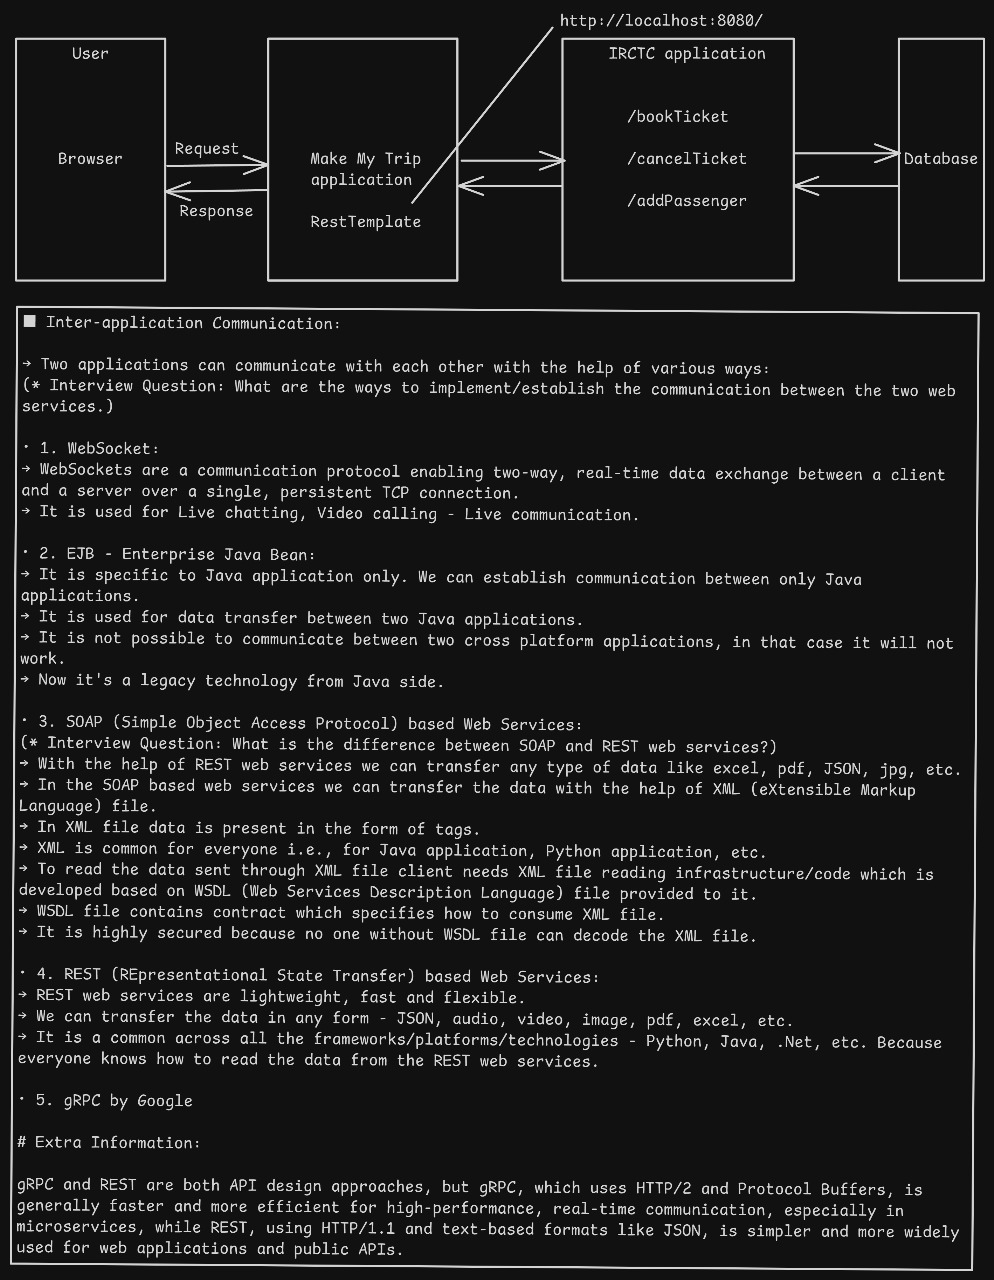 http://localhost:8080/
User
IRCTC application
/bookTicket
Request
Browser
Make My Trip
application
/cancelTicket
Database
Response
/addPassenger
RestTemplate
■ Inter-application Communication:
→ Two applications can communicate with each other with the help of various ways:
(* Interview Question: What are the ways to implement/establish the communication between the two web
services.)
· 1. WebSocket:
→ WebSockets are a communication protocol enabling two-way, real-time data exchange between a client
and a server over a single, persistent TCP connection.
→ It is used for Live chatting, Video calling - Live communication.
· 2. EJB - Enterprise Java Bean:
→ It is specific to Java application only. We can establish communication between only Java
applications.
→ It is used for data transfer between two Java applications.
→ It is not possible to communicate between two cross platform applications, in that case it will not
work.
→ Now it's a legacy technology from Java side.
· 3. SOAP (Simple Object Access Protocol) based Web Services:
(* Interview Question: What is the difference between SOAP and REST web services?)
→ With the help of REST web services we can transfer any type of data like excel, pdf, JSON, jpg, etc.
→ In the SOAP based web services we can transfer the data with the help of XML (eXtensible Markup
Language) file.
→ In XML file data is present in the form of tags.
→ XML is common for everyone i.e., for Java application, Python application, etc.
→ To read the data sent through XML file client needs XML file reading infrastructure/code which is
developed based on WSDL (Web Services Description Language) file provided to it.
→ WSDL file contains contract which specifies how to consume XML file.
→ It is highly secured because no one without WSDL file can decode the XML file.
· 4. REST (REpresentational State Transfer) based Web Services:
→ REST web services are lightweight, fast and flexible.
→ We can transfer the data in any form - JSON, audio, video, image, pdf, excel, etc.
→ It is a common across all the frameworks/platforms/technologies - Python, Java, .Net, etc. Because
everyone knows how to read the data from the REST web services.
· 5. gRPC by Google
# Extra Information:
gRPC and REST are both API design approaches, but gRPC, which uses HTTP/2 and Protocol Buffers, is
generally faster and more efficient for high-performance, real-time communication, especially in
microservices, while REST, using HTTP/1.1 and text-based formats like JSON, is simpler and more widely
used for web applications and public APIs.